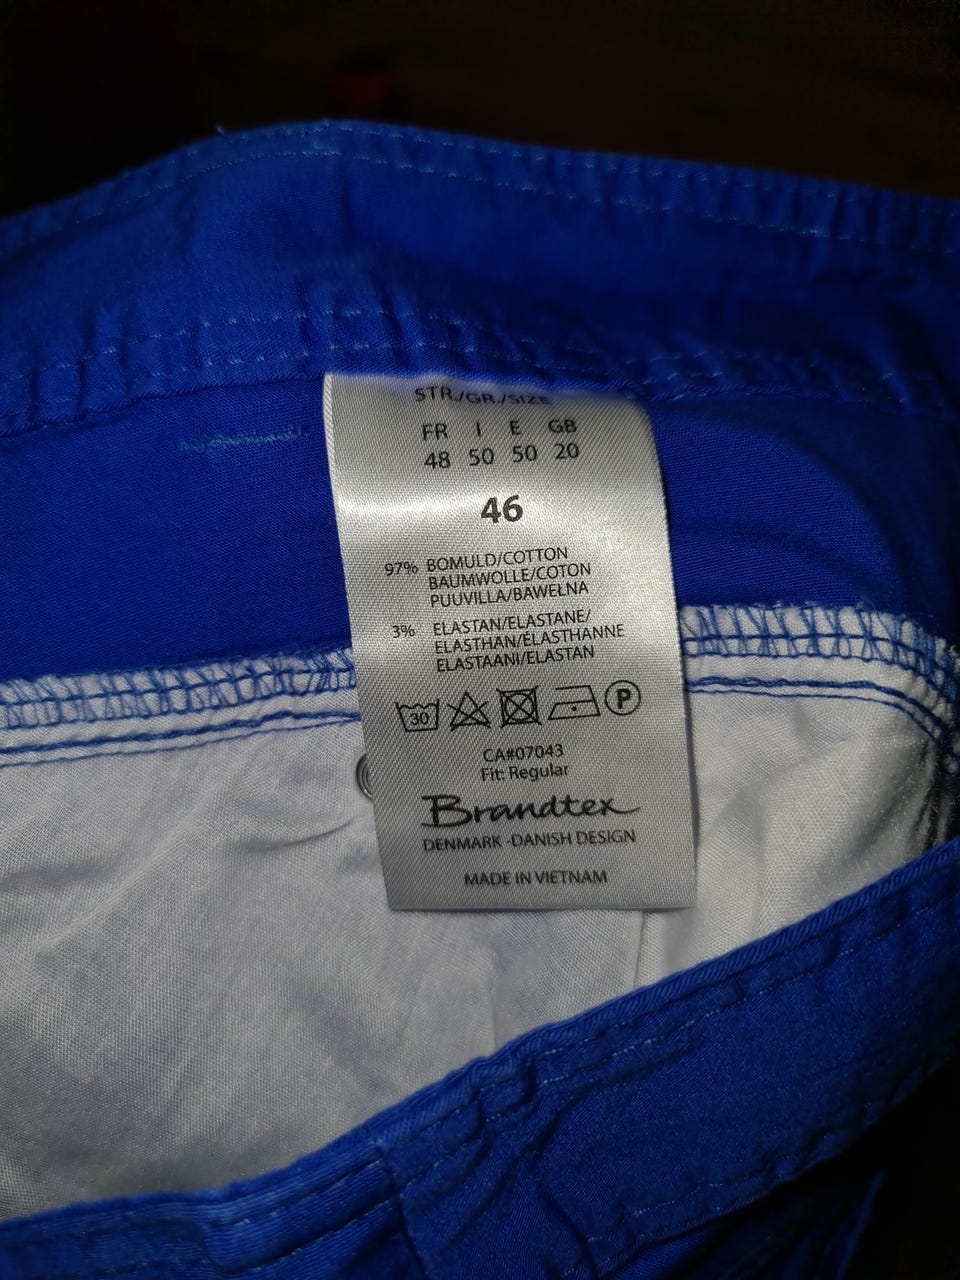 STR./GR./SIZE
FR I E GB
48 50 50 20
46
97% BOMULD/COTTON
BAUMWOLLE/COTON
PUUVILLA/BAWEŁNA
3% ELASTAN/ELASTANE/
ELASTHAN/ÉLASTHANNE
ELASTAANI/ELASTAN
30 P
CA#07043
Fit: Regular
Brandtex
DENMARK -DANISH DESIGN
MADE IN VIETNAM